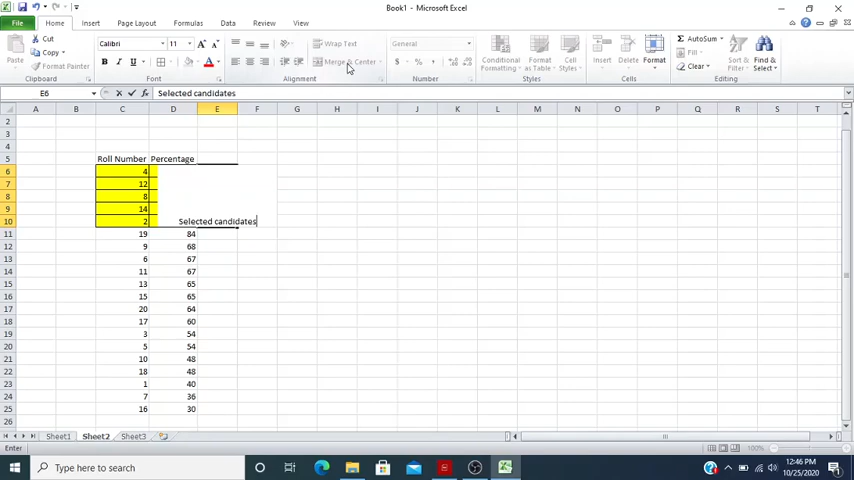 Book1 - Microsoft Excel
File Home Insert Page Layout Formulas Data Review View
Cut
Copy
Format Painter
Paste
Clipboard
Calibri 11
B I U
Font
Wrap Text
Merge & Center
Alignment
General
$ % ,
Number
Conditional Formatting
Format as Table
Cell Styles
Styles
Insert Delete Format
Cells
AutoSum
Fill
Clear
Sort & Filter
Find & Select
Editing
E6 fx Selected candidates
A B C D E F G H I J K L M N O P Q R S T
2
3
4
5 Roll Number Percentage
6 4
7 12
8 8
9 14
10 2 Selected candidates
11 19 84
12 9 68
13 6 67
14 11 67
15 13 65
16 15 65
17 20 64
18 17 60
19 3 54
20 5 54
21 10 48
22 18 48
23 1 40
24 7 36
25 16 30
26
Sheet1 Sheet2 Sheet3
Enter 100%
Type here to search
12:46 PM
10/25/2020